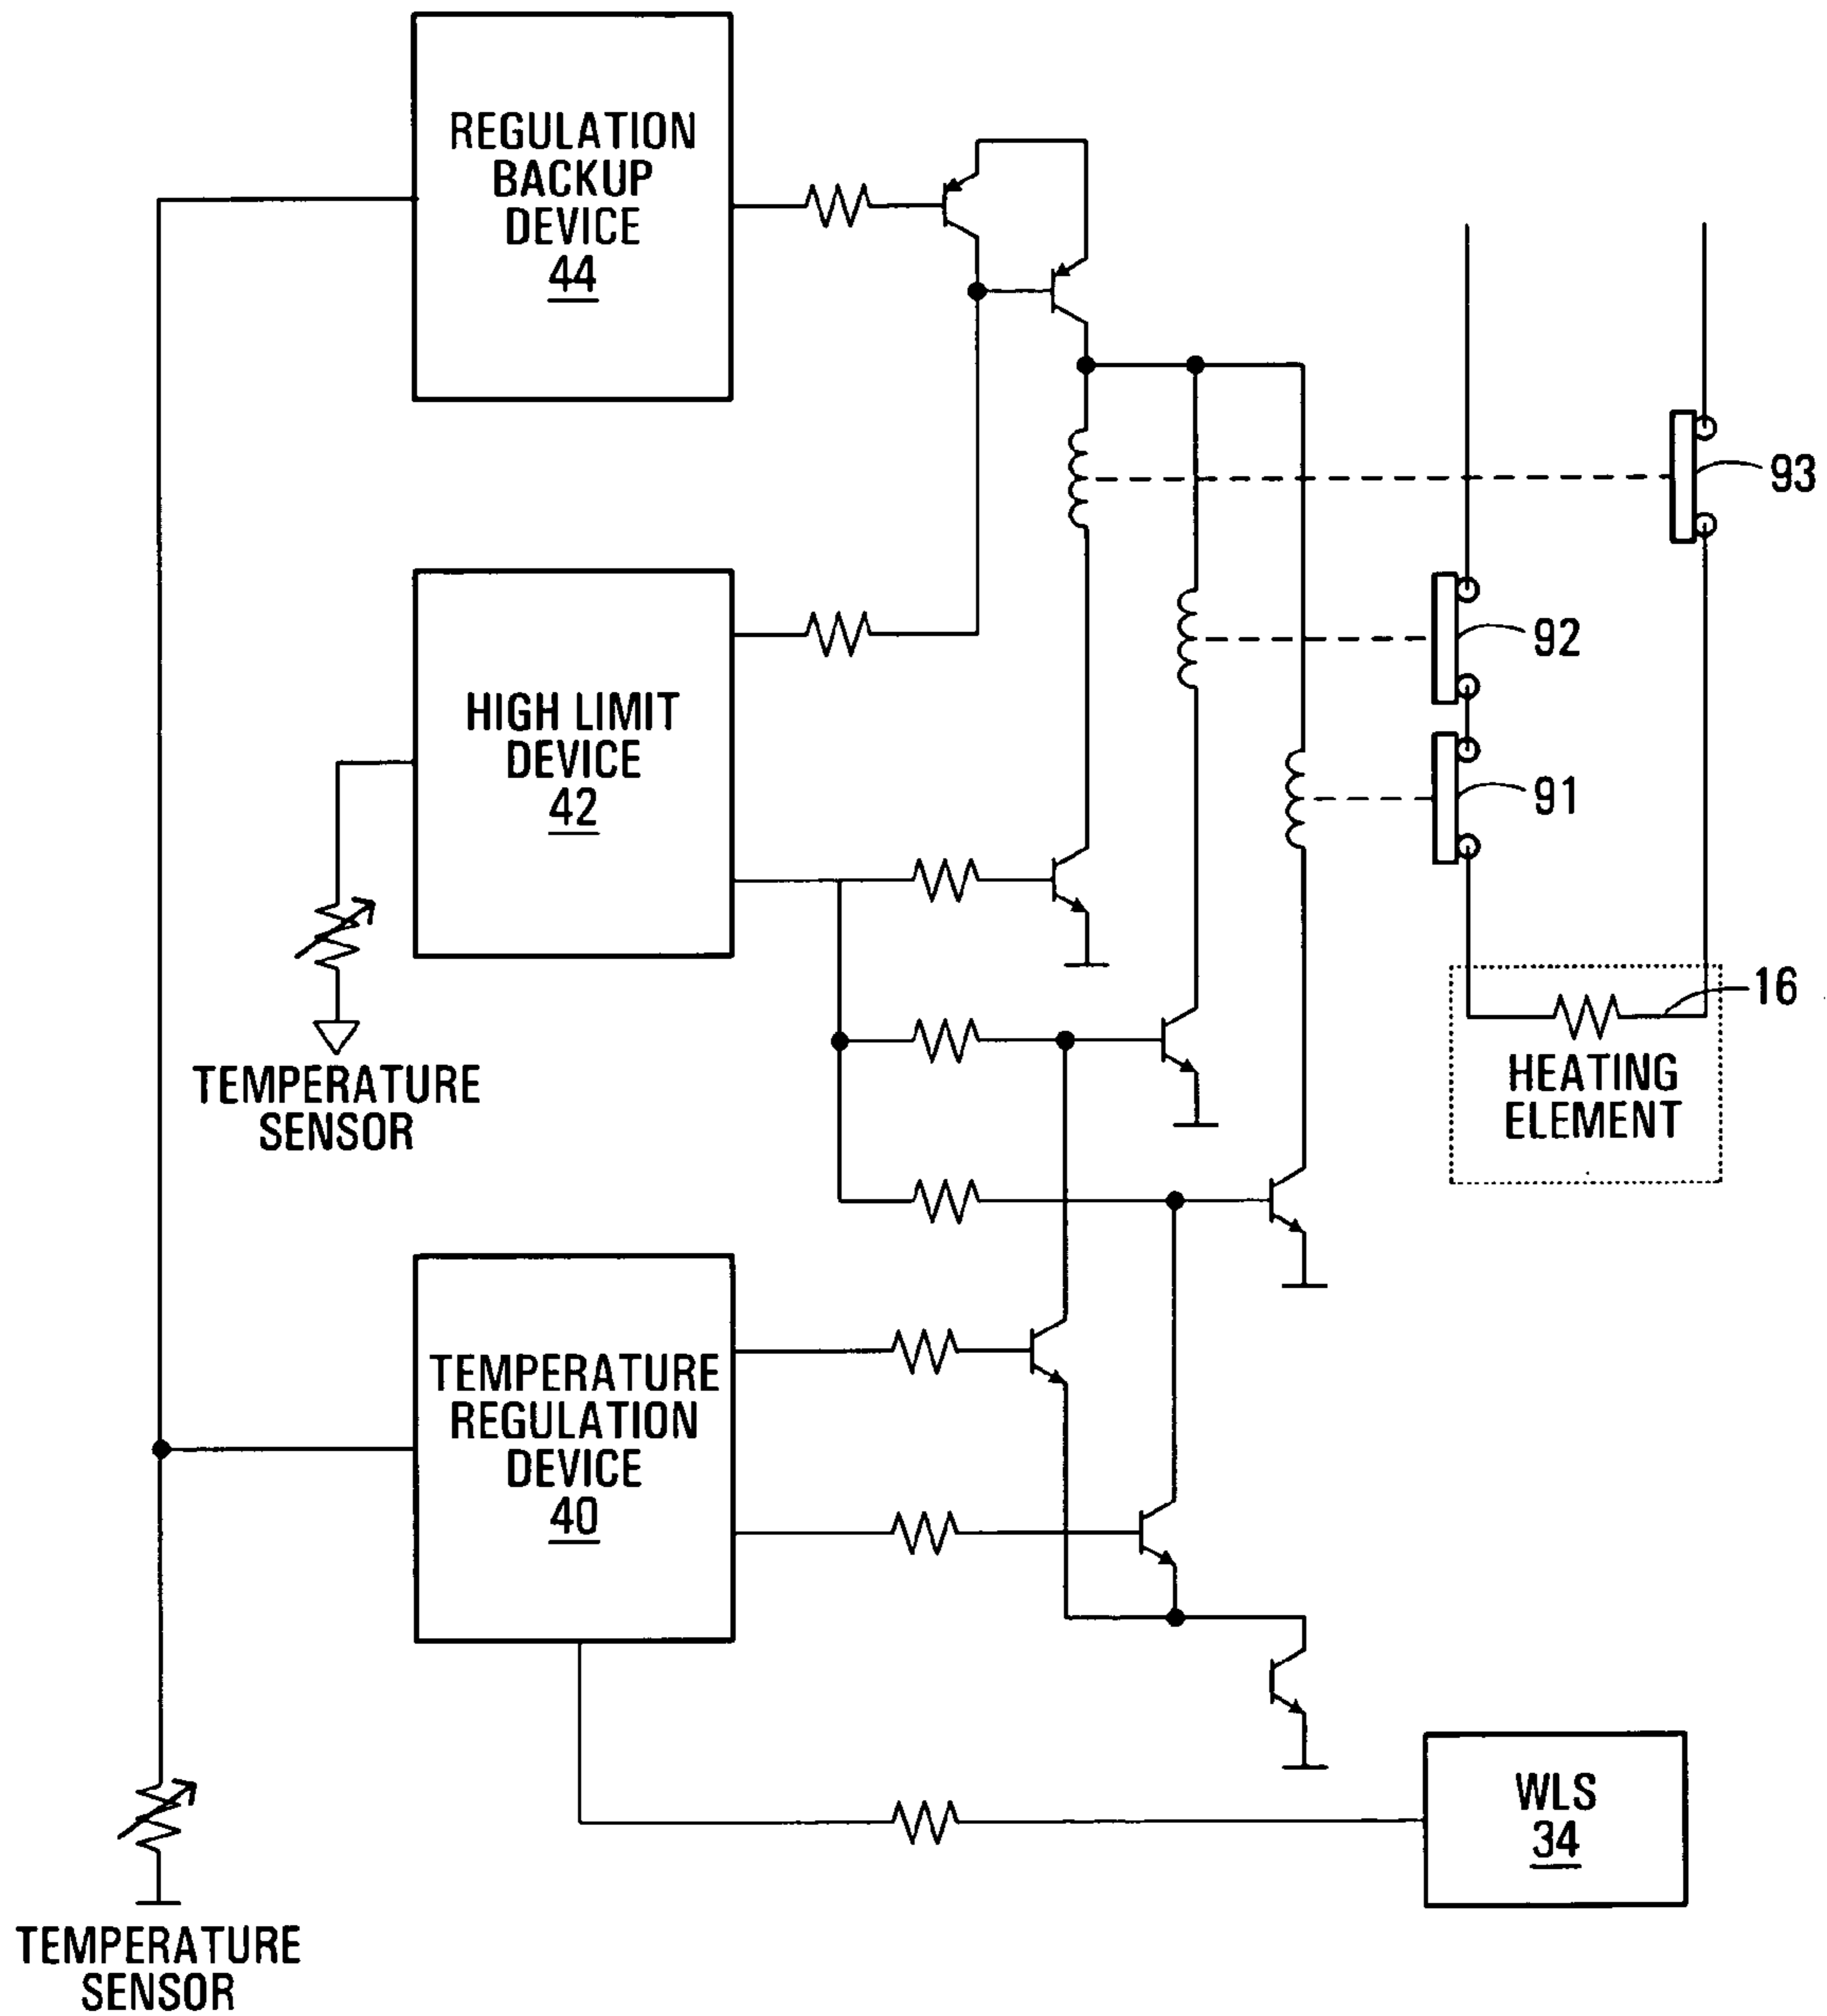 REGULATION
BACKUP
DEVICE
44
93
92
HIGH LIMIT
DEVICE
42
91
16
TEMPERATURE
SENSOR
HEATING
ELEMENT
TEMPERATURE
REGULATION
DEVICE
40
WLS
34
TEMPERATURE
SENSOR